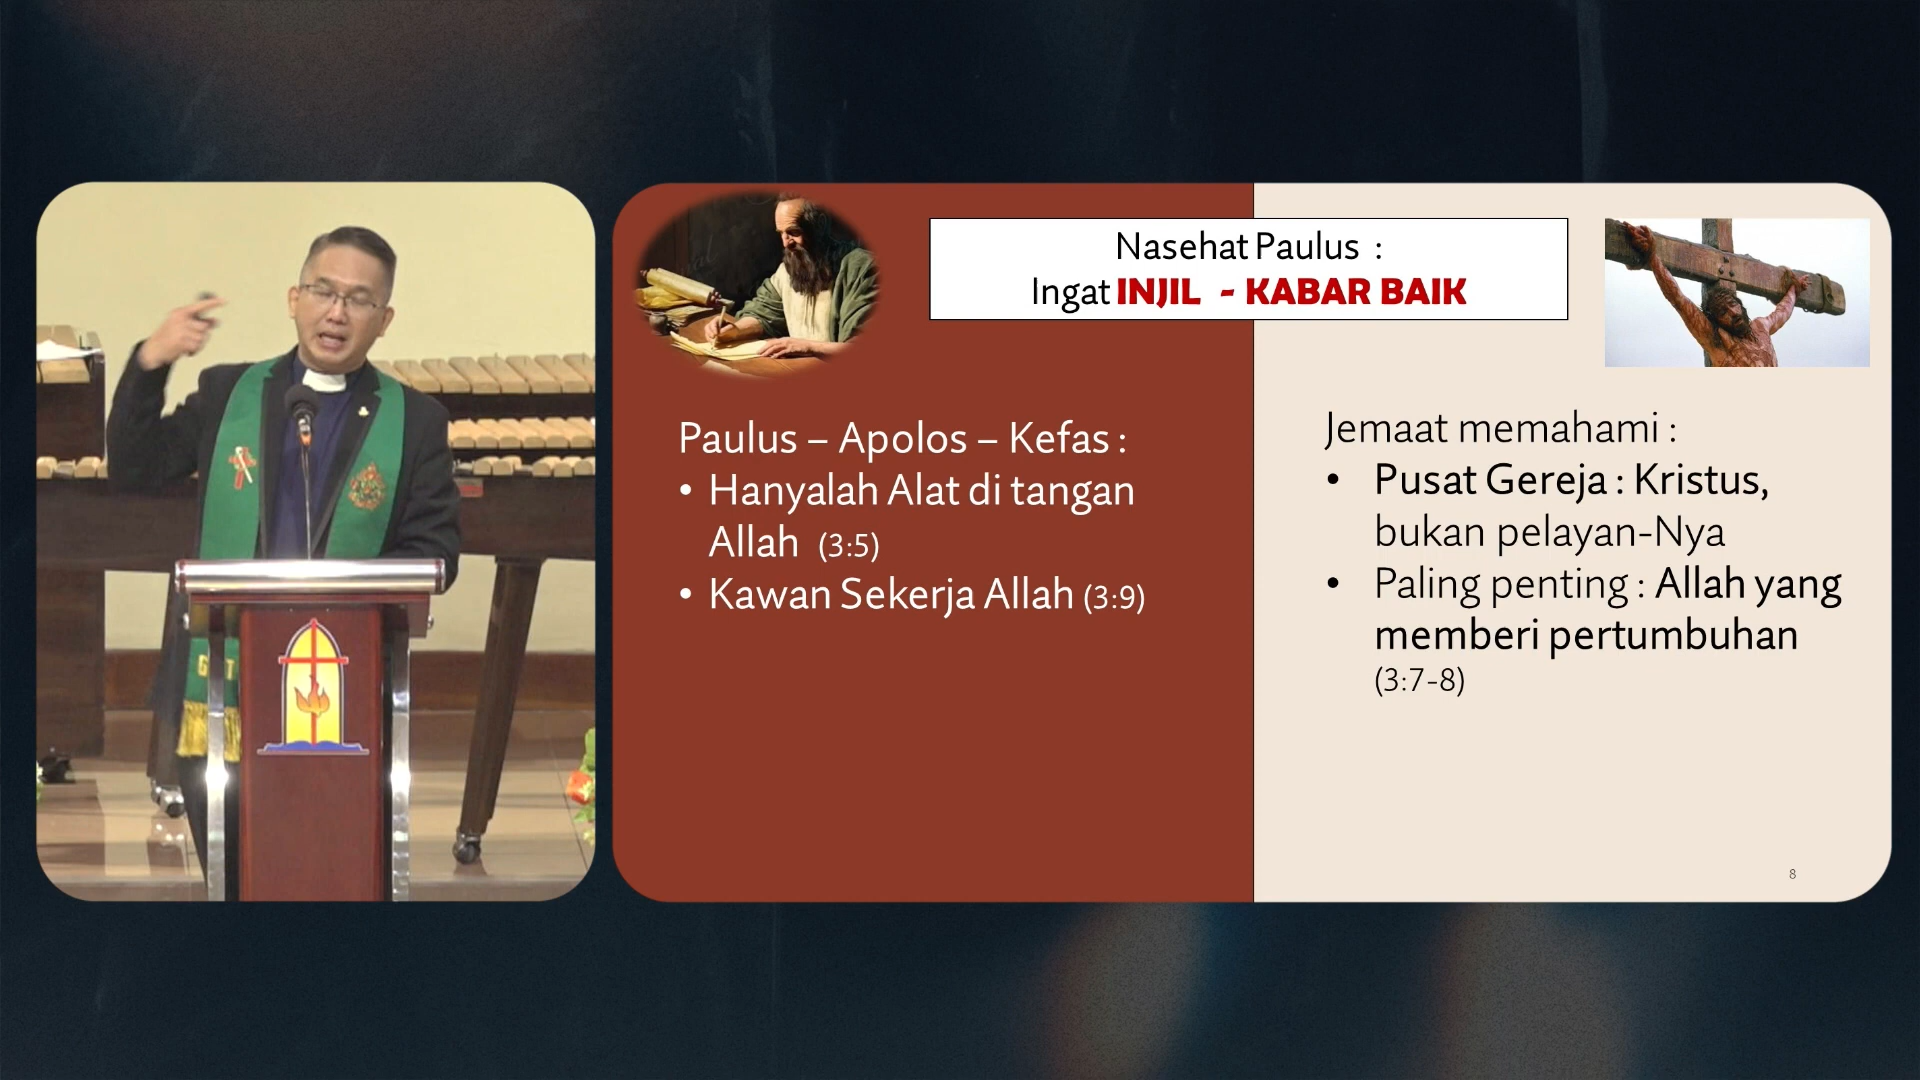 Nasehat Paulus :
Ingat INJIL - KABAR BAIK
Paulus – Apolos – Kefas :
• Hanyalah Alat di tangan
Allah (3:5)
• Kawan Sekerja Allah (3:9)
Jemaat memahami :
• Pusat Gereja : Kristus,
bukan pelayan-Nya
• Paling penting : Allah yang
memberi pertumbuhan
(3:7-8)
8